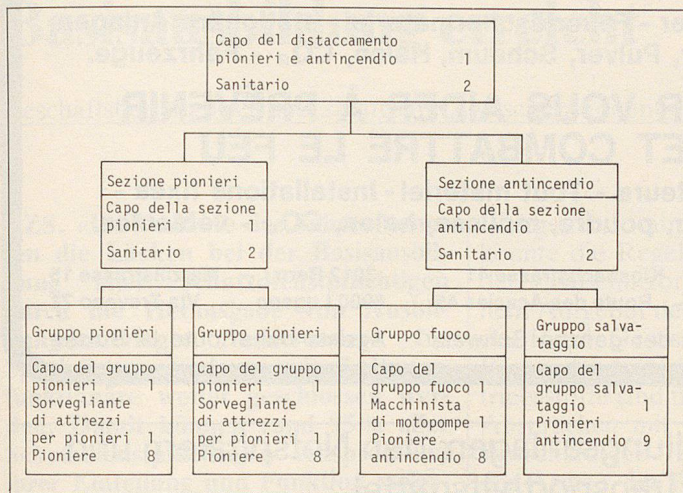 Capo del distaccamento
pionieri e antincendio 1
Sanitario 2
Sezione pionieri
Capo della sezione
pionieri 1
Sanitario 2
Sezione antincendio
Capo della sezione
antincendio 1
Sanitario 2
Gruppo pionieri
Capo del gruppo
pionieri 1
Sorvegliante
di attrezzi
per pionieri 1
Pioniere 8
Gruppo pionieri
Capo del gruppo
pionieri 1
Sorvegliante
di attrezzi
per pionieri 1
Pioniere 8
Gruppo fuoco
Capo del
gruppo fuoco 1
Macchinista
di motopompe 1
Pioniere
antincendio 8
Gruppo salva-
taggio
Capo del
gruppo salva-
taggio 1
Pionieri
antincendio 9